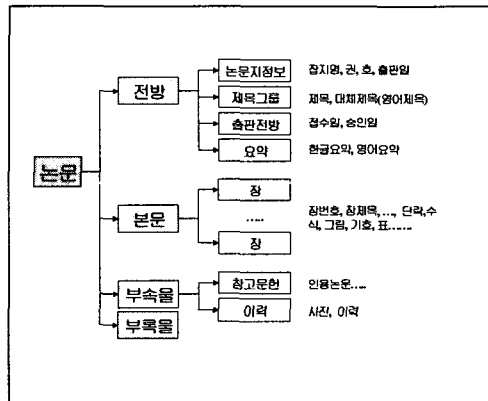 논문
전방
논문지정보
잡지명, 권, 호, 출판일
제목그룹
제목, 대체제목(영어제목)
출판전방
접수일, 승인일
요약
한글요약, 영어요약
본문
장
.....
장
장번호, 장제목, ..., 단락, 수
식, 그림, 기호, 표.......
부속물
참고문헌
인용논문....
이력
사진, 이력
부록물